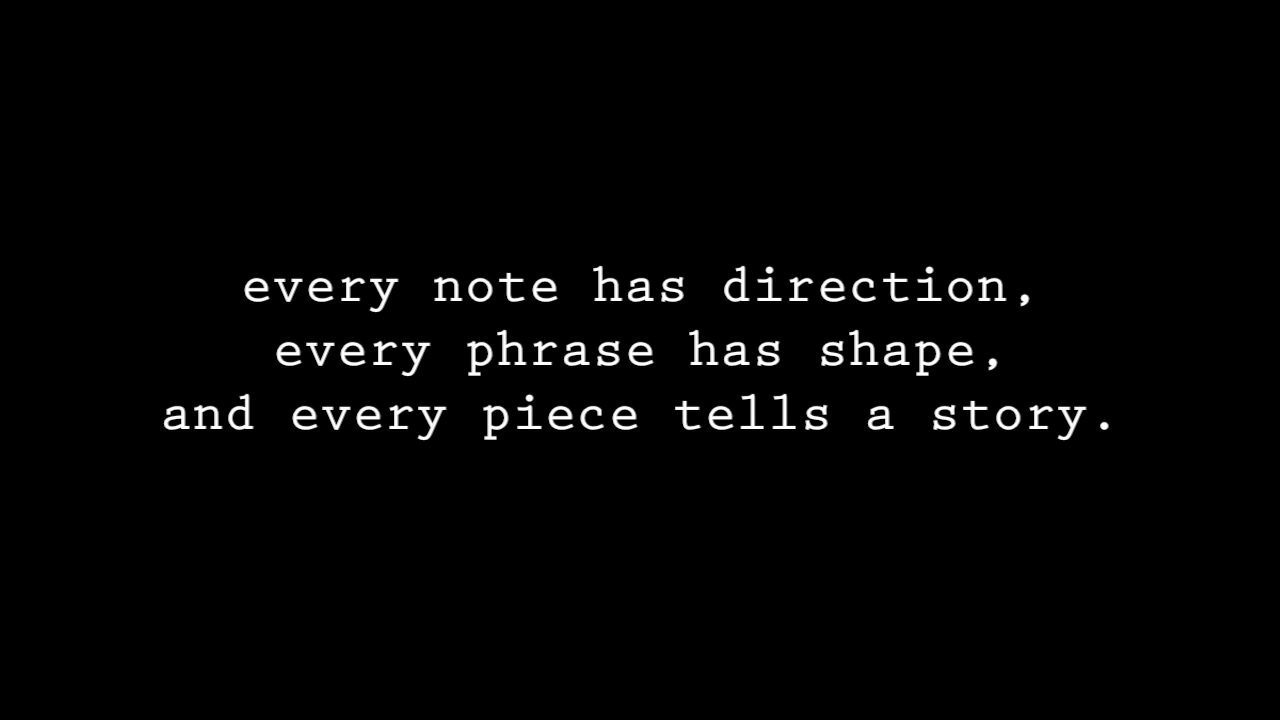 every note has direction,
every phrase has shape,
and every piece tells a story.